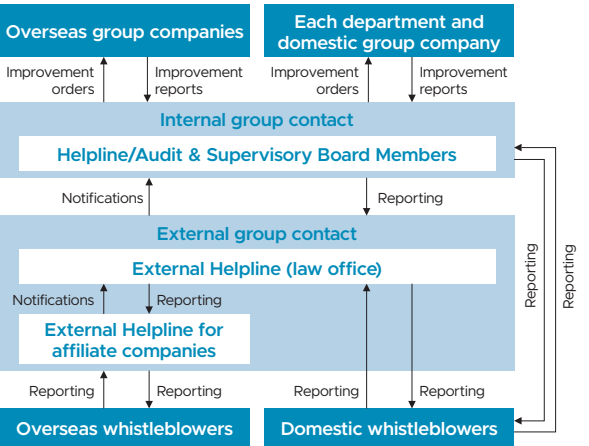 Overseas group companies
Each department and
domestic group company
Improvement
orders
Improvement
reports
Improvement
orders
Improvement
reports
Internal group contact
Helpline/Audit & Supervisory Board Members
Notifications
Reporting
External group contact
External Helpline (law office)
Notifications
Reporting
External Helpline for
affiliate companies
Reporting
Reporting
Reporting
Reporting
Reporting
Reporting
Overseas whistleblowers
Domestic whistleblowers